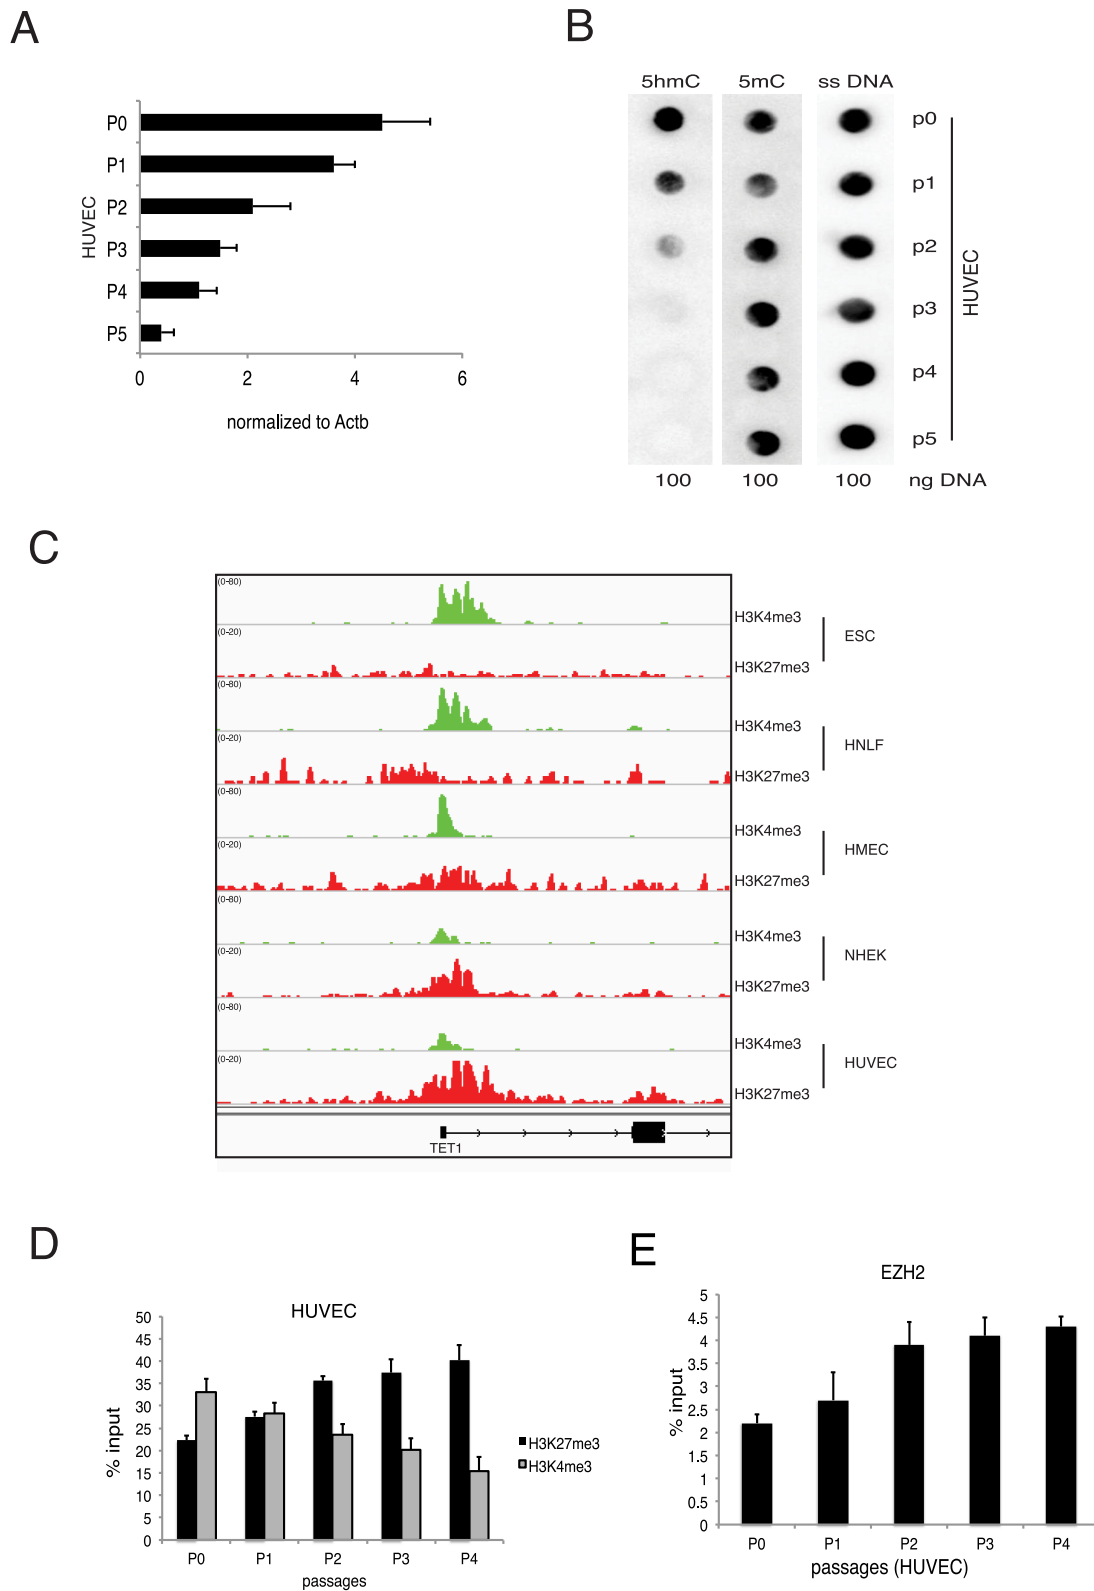 A
HUVEC
P0
P1
P2
P3
P4
P5
0 2 4 6
normalized to Actb
B
5hmC 5mC ss DNA
p0
p1
p2
p3
p4
p5
HUVEC
100 100 100 ng DNA
C
(0-80)
H3K4me3
(0-20)
H3K27me3
ESC
(0-80)
H3K4me3
(0-20)
H3K27me3
HNLF
(0-80)
H3K4me3
(0-20)
H3K27me3
HMEC
(0-80)
H3K4me3
(0-20)
H3K27me3
NHEK
(0-80)
H3K4me3
(0-20)
H3K27me3
HUVEC
TET1
D
HUVEC
% input
50
45
40
35
30
25
20
15
10
5
0
P0 P1 P2 P3 P4
passages
H3K27me3
H3K4me3
E
EZH2
% input
5
4.5
4
3.5
3
2.5
2
1.5
1
0.5
0
P0 P1 P2 P3 P4
passages (HUVEC)